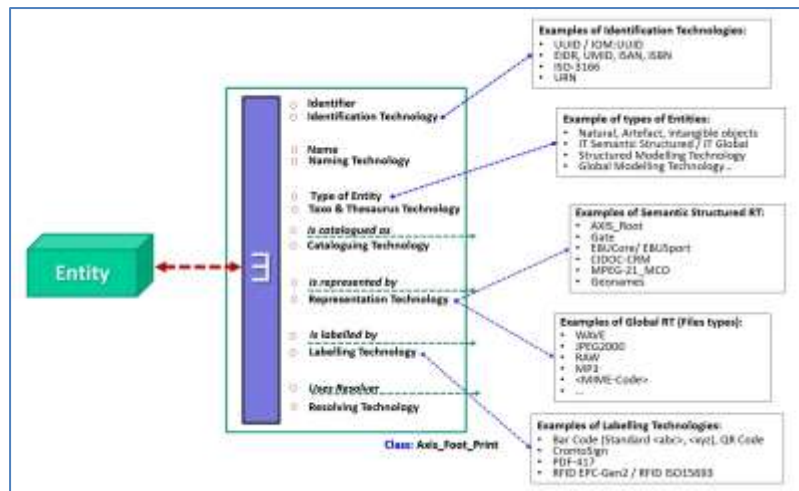 Entity
∃
Identifier
Identification Technology
Name
Naming Technology
Type of Entity
Taxo & Thesaurus Technology
Is catalogued as
Cataloguing Technology
Is represented by
Representation Technology
Is labelled by
Labelling Technology
Uses Resolver
Resolving Technology
Class: Axis_Foot_Print
Examples of Identification Technologies:
• UUID / IOM:UUID
• EIDR, UMID, ISAN, ISBN
• ISO-3166
• URN
Example of types of Entities:
• Natural, Artefact, Intangible objects
• IT Semantic Structured / IT Global
• Structured Modelling Technology
• Global Modelling Technology...
Examples of Semantic Structured RT:
• AXIS_Root
• Gate
• EBUCore/ EBUSport
• CIDOC-CRM
• MPEG-21_MCO
• Geonames
Examples of Global RT (Files types):
• WAVE
• JPEG2000
• RAW
• MP3
• <MIME-Code>
• ...
Examples of Labelling Technologies:
• Bar Code (Standard <abc>, <xyz), QR Code
• CrontoSign
• PDF-417
• RFID EPC-Gen2 / RFID ISO15693